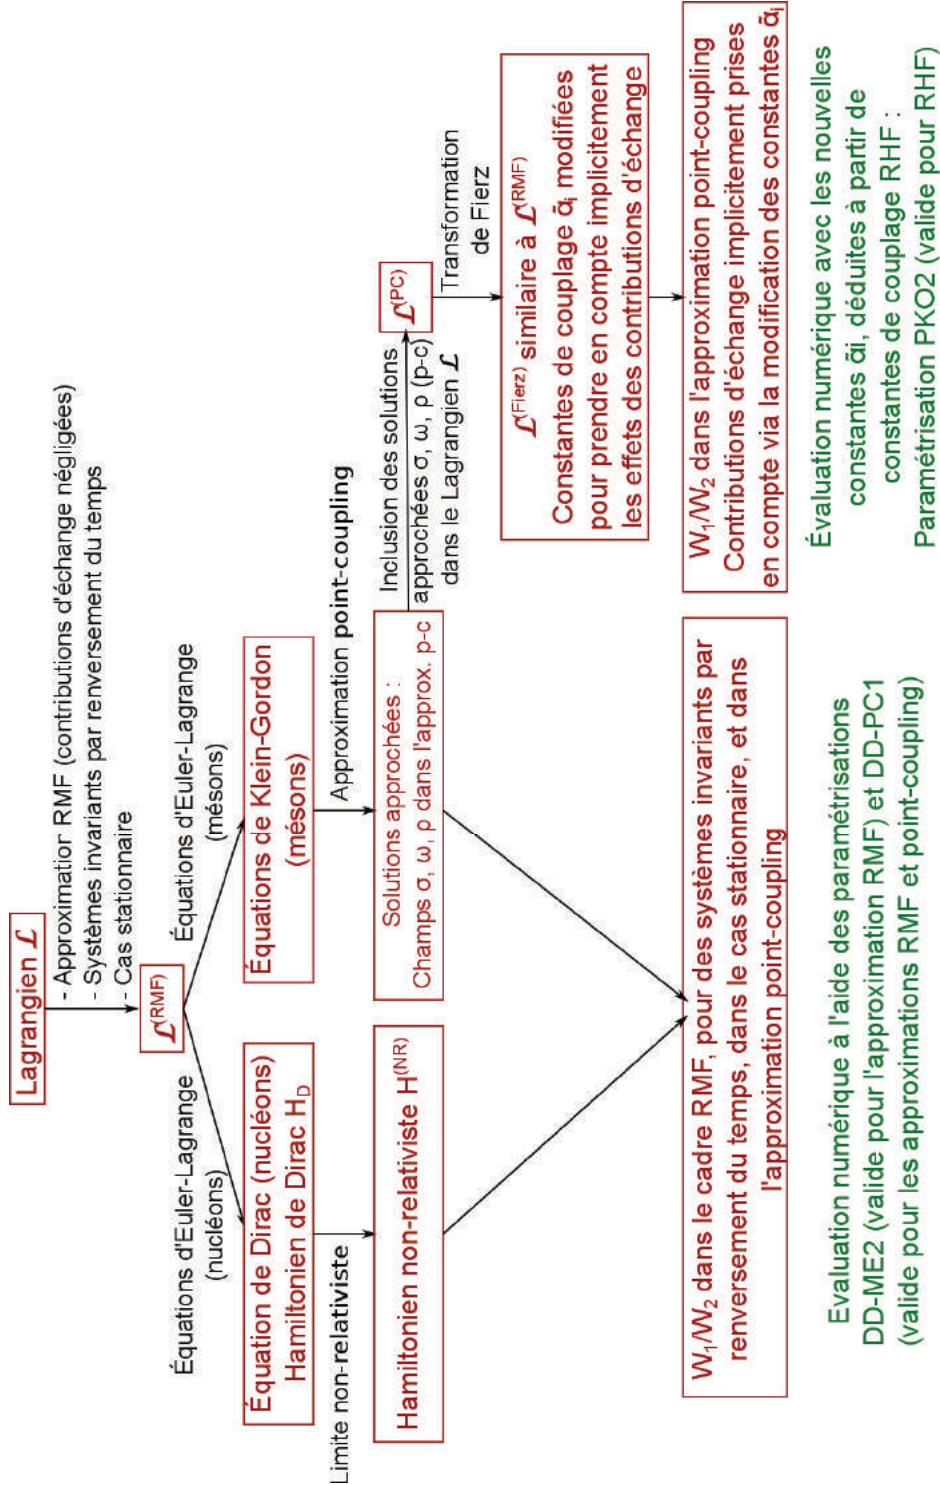 Lagrangien ℒ
- Approximatior RMF (contributions d'échange négligées)
- Systèmes invariants par renversement du temps
- Cas stationnaire
ℒ(RMF)
Équations d'Euler-Lagrange
(nucléons)
Équations d'Euler-Lagrange
(mésons)
Équation de Dirac (nucléons)
Hamiltonien de Dirac H_D
Équations de Klein-Gordon
(mésons)
Limite non-relativiste
Approximation point-coupling
Hamiltonien non-relativiste H(NR)
Solutions approchées :
Champs σ, ω, ρ dans l'approx. p-c
Inclusion des solutions
approchées σ, ω, ρ (p-c)
dans le Lagrangien ℒ
ℒ(PC)
Transformation
de Fierz
ℒ(Fierz) similaire à ℒ(RMF)
Constantes de couplage α̃i modifiées
pour prendre en compte implicitement
les effets des contributions d'échange
W1/W2 dans le cadre RMF, pour des systèmes invariants par
renversement du temps, dans le cas stationnaire, et dans
l'approximation point-coupling
W1/W2 dans l'approximation point-coupling
Contributions d'échange implicitement prises
en compte via la modification des constantes α̃i
Evaluation numérique à l'aide des paramétrisations
DD-ME2 (valide pour l'approximation RMF) et DD-PC1
(valide pour les approximations RMF et point-coupling)
Évaluation numérique avec les nouvelles
constantes α̃i, déduites à partir de
constantes de couplage RHF :
Paramétrisation PKO2 (valide pour RHF)